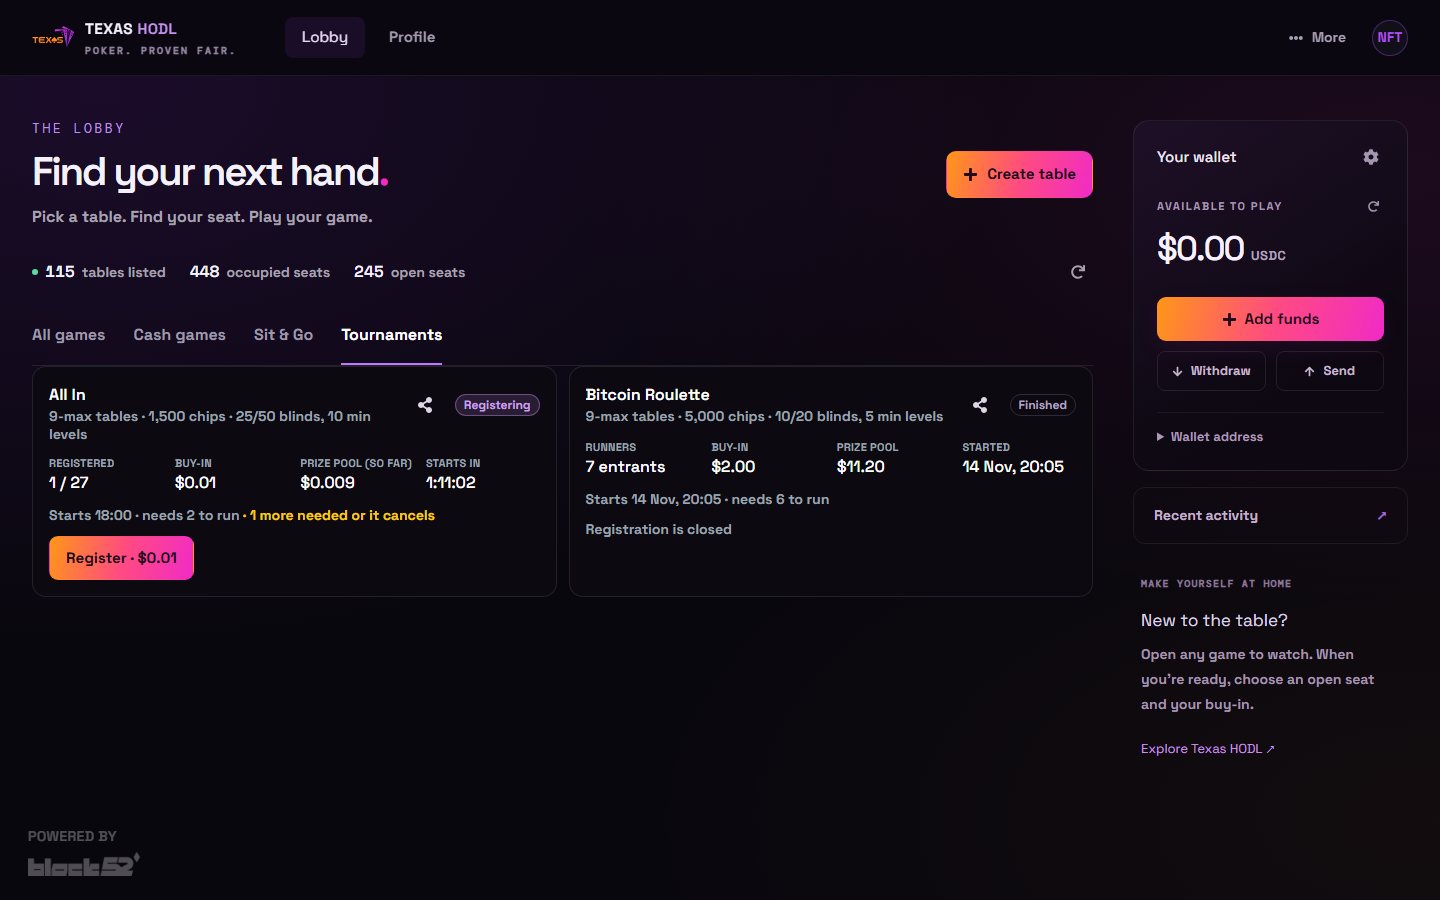 TEXAS
TEXAS HODL
POKER. PROVEN FAIR.
Lobby
Profile
More
NFT
THE LOBBY
Find your next hand.
Pick a table. Find your seat. Play your game.
Create table
115 tables listed
448 occupied seats
245 open seats
All games
Cash games
Sit & Go
Tournaments
All In
9-max tables · 1,500 chips · 25/50 blinds, 10 min
levels
Registering
REGISTERED
BUY-IN
PRIZE POOL (SO FAR)
STARTS IN
1 / 27
$0.01
$0.009
1:11:02
Starts 18:00 · needs 2 to run · 1 more needed or it cancels
Register · $0.01
Bitcoin Roulette
9-max tables · 5,000 chips · 10/20 blinds, 5 min levels
Finished
RUNNERS
BUY-IN
PRIZE POOL
STARTED
7 entrants
$2.00
$11.20
14 Nov, 20:05
Starts 14 Nov, 20:05 · needs 6 to run
Registration is closed
Your wallet
AVAILABLE TO PLAY
$0.00 USDC
Add funds
Withdraw
Send
Wallet address
Recent activity
MAKE YOURSELF AT HOME
New to the table?
Open any game to watch. When
you're ready, choose an open seat
and your buy-in.
Explore Texas HODL ↗
POWERED BY
block52